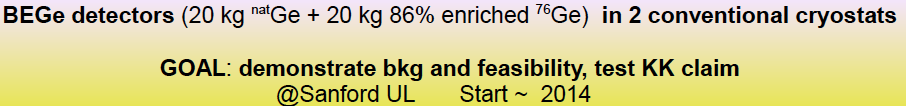 BEGe detectors (20 kg ⁿᵃᵗGe + 20 kg 86% enriched ⁷⁶Ge) in 2 conventional cryostats
GOAL: demonstrate bkg and feasibility, test KK claim
@Sanford UL Start ~ 2014